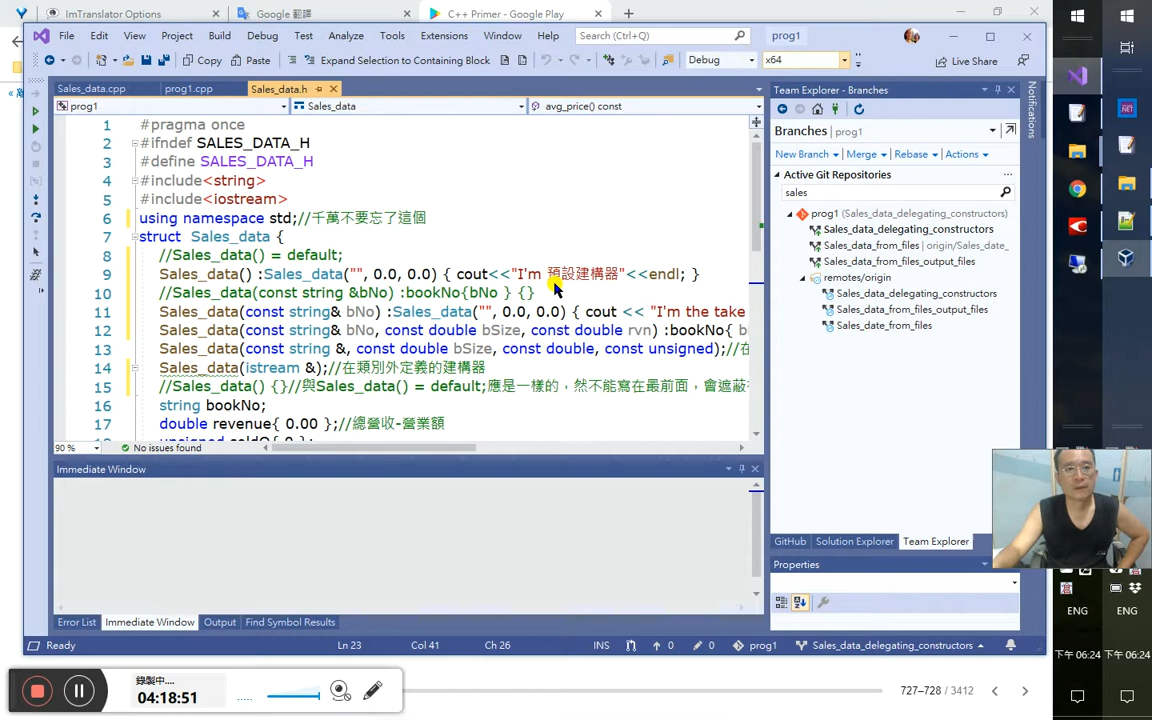 ImTranslator Options
Google 翻譯
C++ Primer - Google Play
File Edit View Project Build Debug Test Analyze Tools Extensions Window Help Search (Ctrl+Q) prog1
Copy Paste Expand Selection to Containing Block Debug x64 Live Share
Sales_data.cpp prog1.cpp Sales_data.h
prog1 Sales_data avg_price() const
1 #pragma once
2 #ifndef SALES_DATA_H
3 #define SALES_DATA_H
4 #include<string>
5 #include<iostream>
6 using namespace std;//千萬不要忘了這個
7 struct Sales_data {
8 //Sales_data() = default;
9 Sales_data() :Sales_data("", 0.0, 0.0) { cout<<"I'm 預設建構器"<<endl; }
10 //Sales_data(const string &bNo) :bookNo{bNo } {}
11 Sales_data(const string& bNo) :Sales_data("", 0.0, 0.0) { cout << "I'm the take
12 Sales_data(const string& bNo, const double bSize, const double rvn) :bookNo{ b
13 Sales_data(const string &, const double bSize, const double, const unsigned);//在
14 Sales_data(istream &);//在類別外定義的建構器
15 //Sales_data() {}//與Sales_data() = default;應是一樣的，然不能寫在最前面，會遮蔽
16 string bookNo;
17 double revenue{ 0.00 };//總營收-營業額
90 % No issues found
Immediate Window
Error List Immediate Window Output Find Symbol Results
Team Explorer - Branches
Branches prog1
New Branch Merge Rebase Actions
Active Git Repositories
sales
prog1 (Sales_data_delegating_constructors)
Sales_data_delegating_constructors
Sales_data_from_files origin/Sales_date_
Sales_data_from_files_output_files
remotes/origin
Sales_data_delegating_constructors
Sales_data_from_files_output_files
Sales_date_from_files
GitHub Solution Explorer Team Explorer
Properties
Notifications
Ready Ln 23 Col 41 Ch 26 INS 0 0 prog1 Sales_data_delegating_constructors
錄製中....
04:18:51
727–728 / 3412
ENG ENG
下午 06:24 下午 06:24